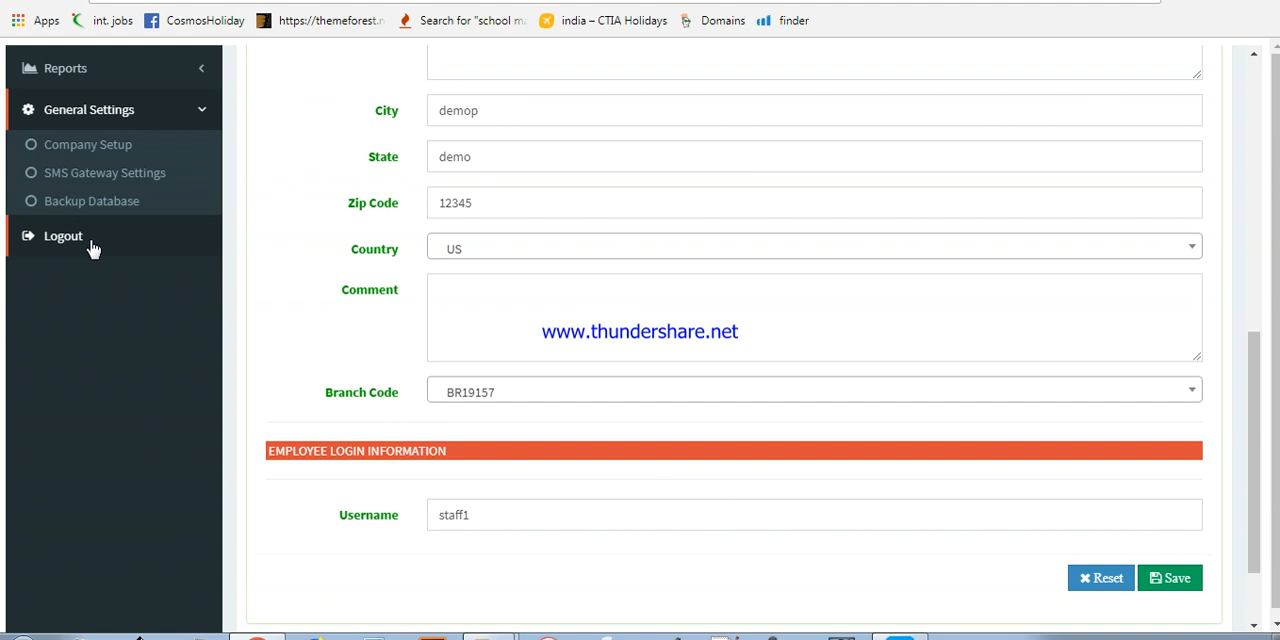 Apps int. jobs CosmosHoliday https://themeforest.n Search for "school ma india – CTIA Holidays Domains finder
Reports
General Settings
Company Setup
SMS Gateway Settings
Backup Database
Logout
City demop
State demo
Zip Code 12345
Country US
Comment
www.thundershare.net
Branch Code BR19157
EMPLOYEE LOGIN INFORMATION
Username staff1
Reset Save